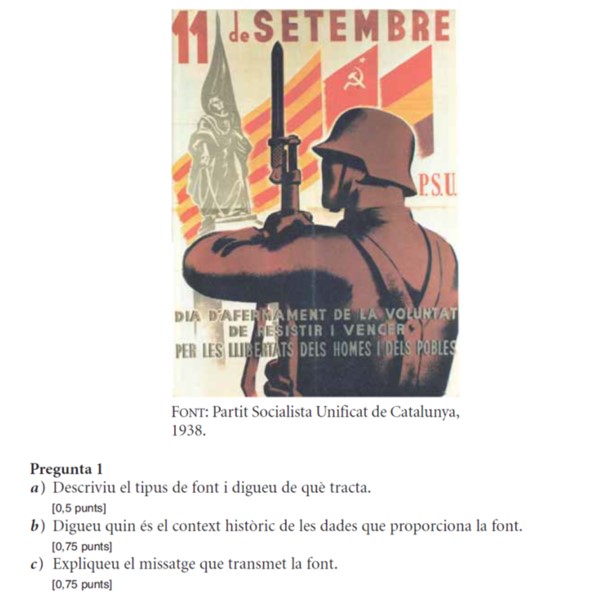 11 de SETEMBRE
P.S.U.
DIA D'AFERMAMENT DE LA VOLUNTAT
DE RESISTIR I VENCER
PER LES LLIBERTATS DELS HOMES I DELS POBLES
FONT: Partit Socialista Unificat de Catalunya,
1938.
Pregunta 1
a) Descriviu el tipus de font i digueu de què tracta.
[0,5 punts]
b) Digueu quin és el context històric de les dades que proporciona la font.
[0,75 punts]
c) Expliqueu el missatge que transmet la font.
[0,75 punts]